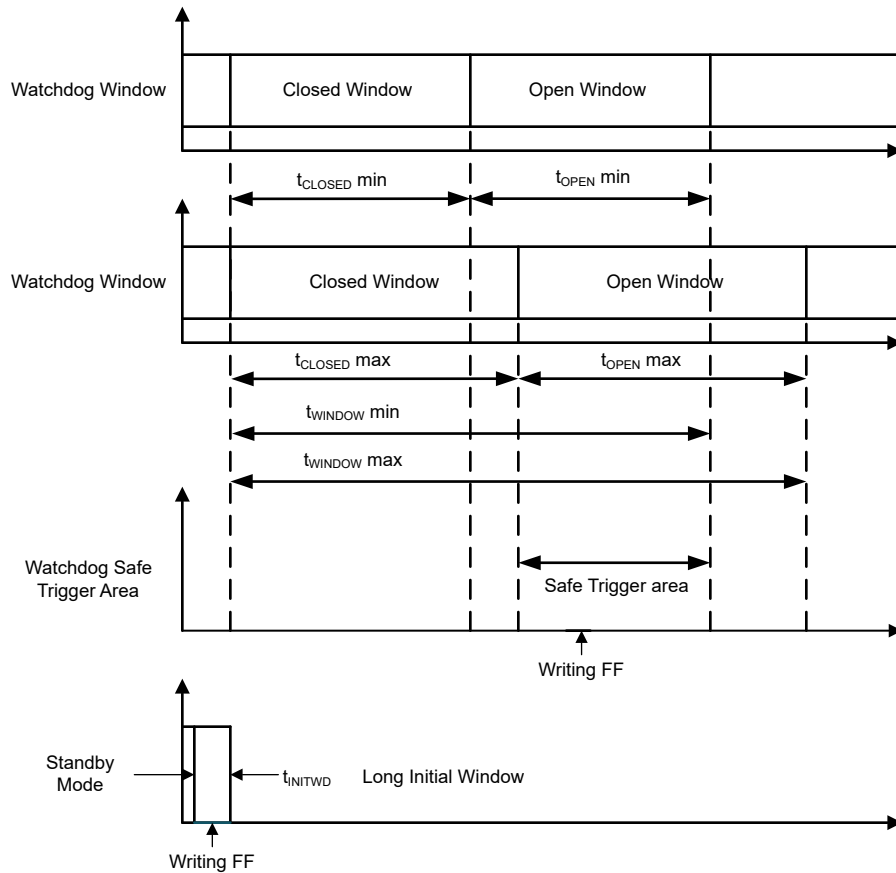 Watchdog Window
Closed Window
Open Window
tCLOSED min
tOPEN min
Watchdog Window
Closed Window
Open Window
tCLOSED max
tOPEN max
tWINDOW min
tWINDOW max
Watchdog Safe
Trigger Area
Safe Trigger area
Writing FF
Standby
Mode
tINITWD
Long Initial Window
Writing FF